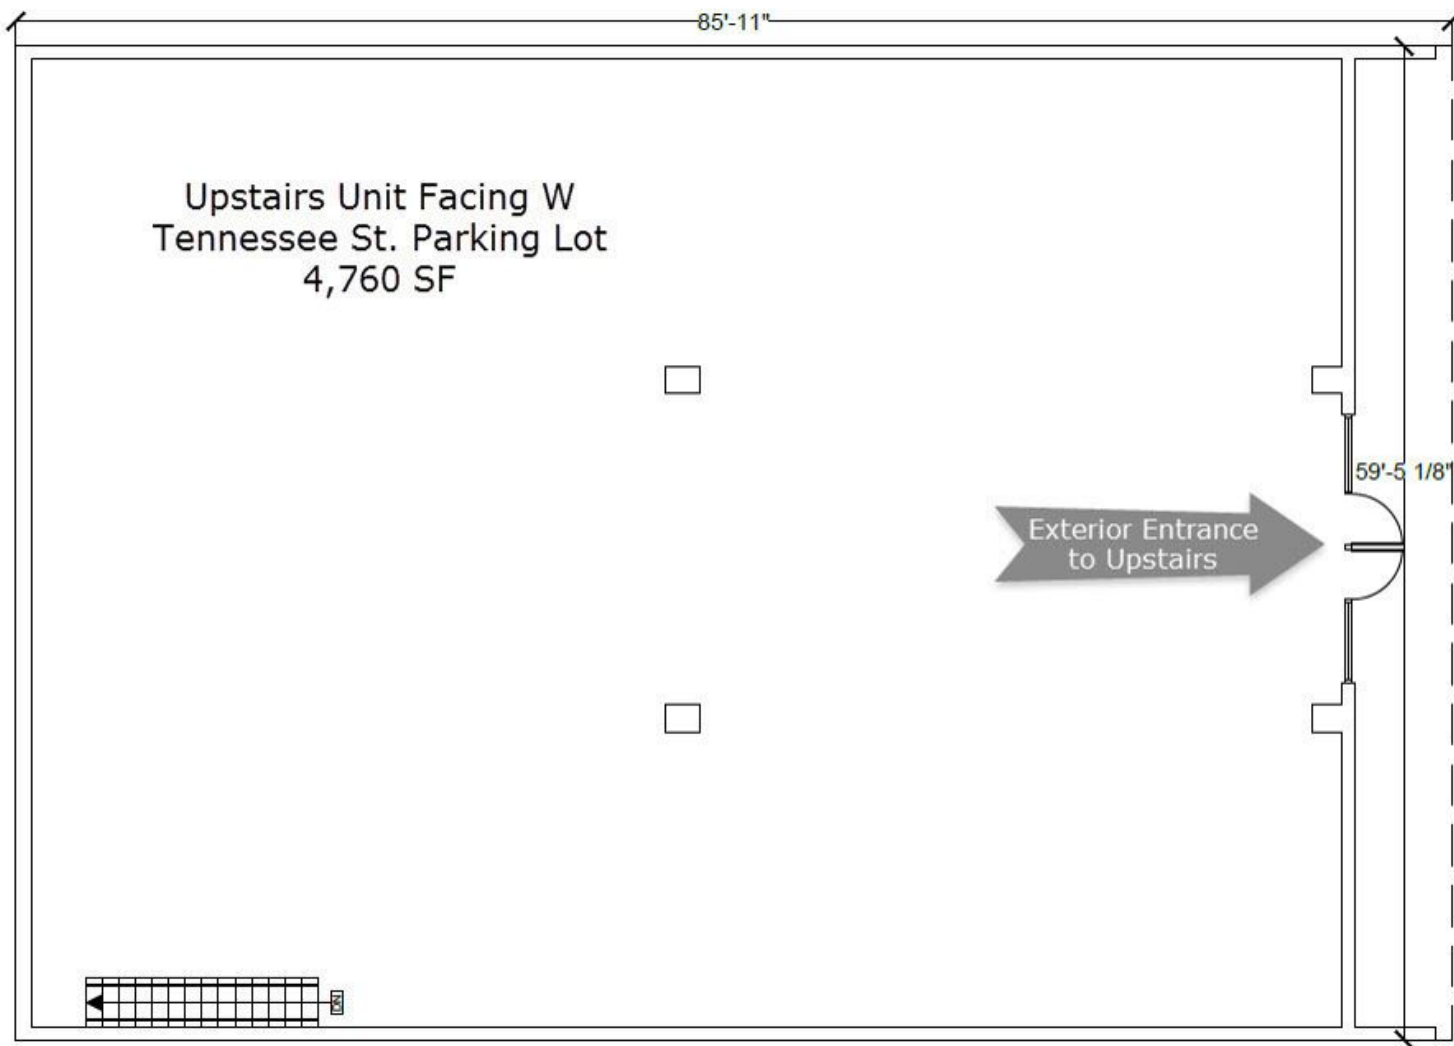 85'-11"
Upstairs Unit Facing W
Tennessee St. Parking Lot
4,760 SF
59'-5 1/8"
Exterior Entrance
to Upstairs
DN